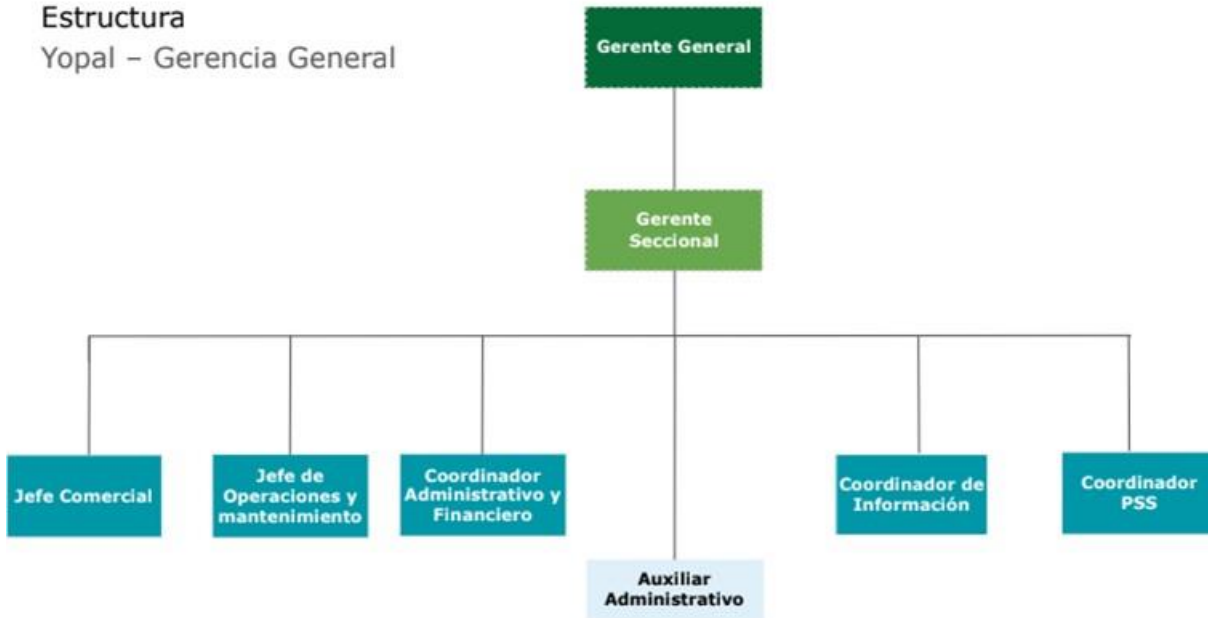 Estructura
Yopal – Gerencia General
Gerente General
Gerente
Seccional
Jefe Comercial
Jefe de
Operaciones y
mantenimiento
Coordinador
Administrativo y
Financiero
Coordinador de
Información
Coordinador
PSS
Auxiliar
Administrativo